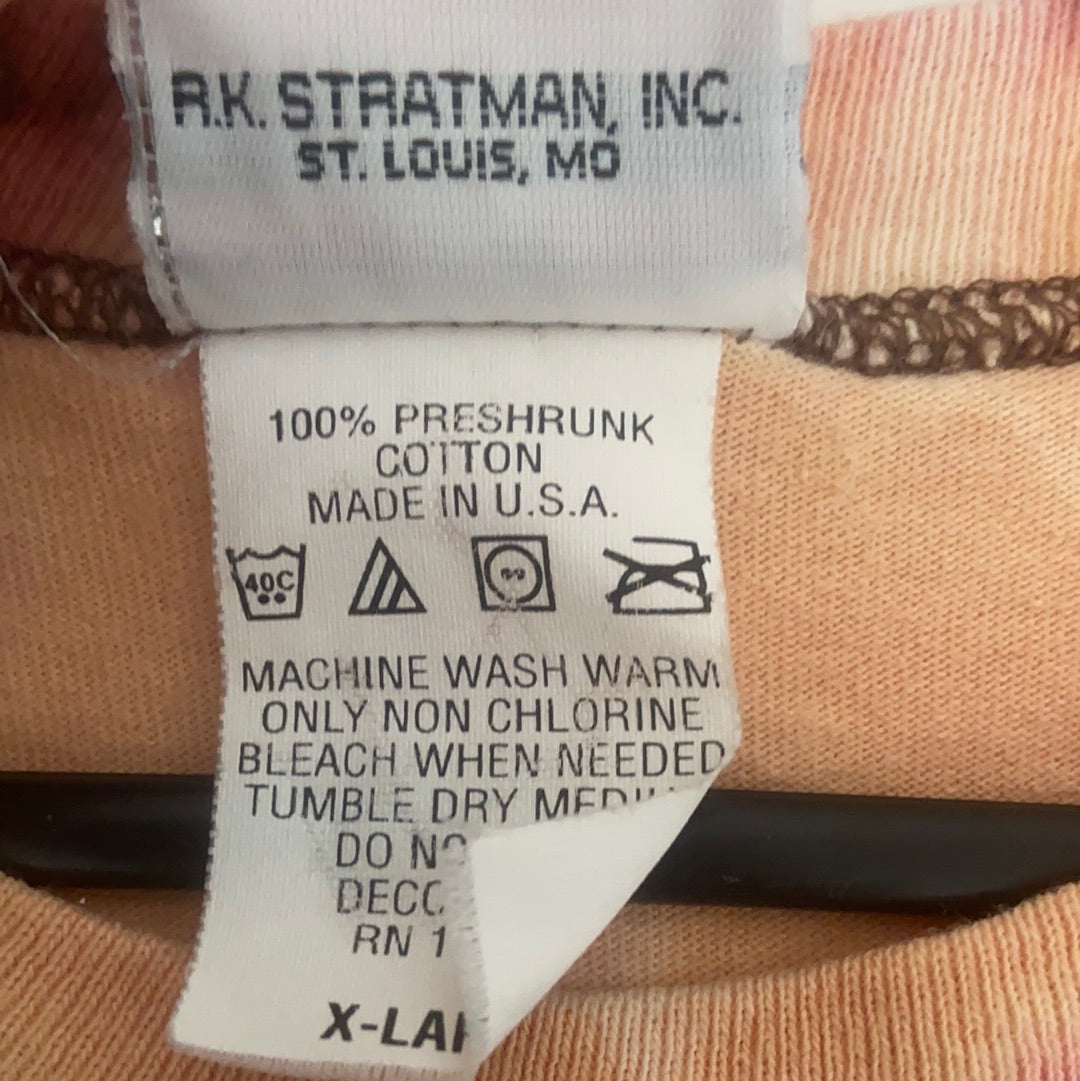 R.K. STRATMAN, INC.
ST. LOUIS, MO
100% PRESHRUNK
COTTON
MADE IN U.S.A.
40C
MACHINE WASH WARM
ONLY NON CHLORINE
BLEACH WHEN NEEDED
TUMBLE DRY
DO
RN 1